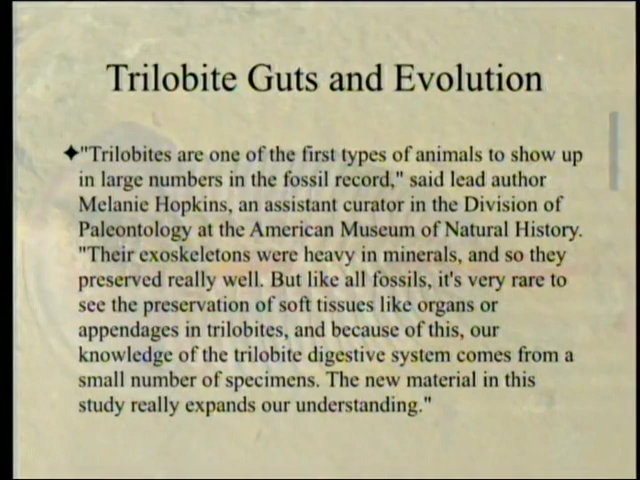 Trilobite Guts and Evolution
✦"Trilobites are one of the first types of animals to show up
in large numbers in the fossil record," said lead author
Melanie Hopkins, an assistant curator in the Division of
Paleontology at the American Museum of Natural History.
"Their exoskeletons were heavy in minerals, and so they
preserved really well. But like all fossils, it's very rare to
see the preservation of soft tissues like organs or
appendages in trilobites, and because of this, our
knowledge of the trilobite digestive system comes from a
small number of specimens. The new material in this
study really expands our understanding."